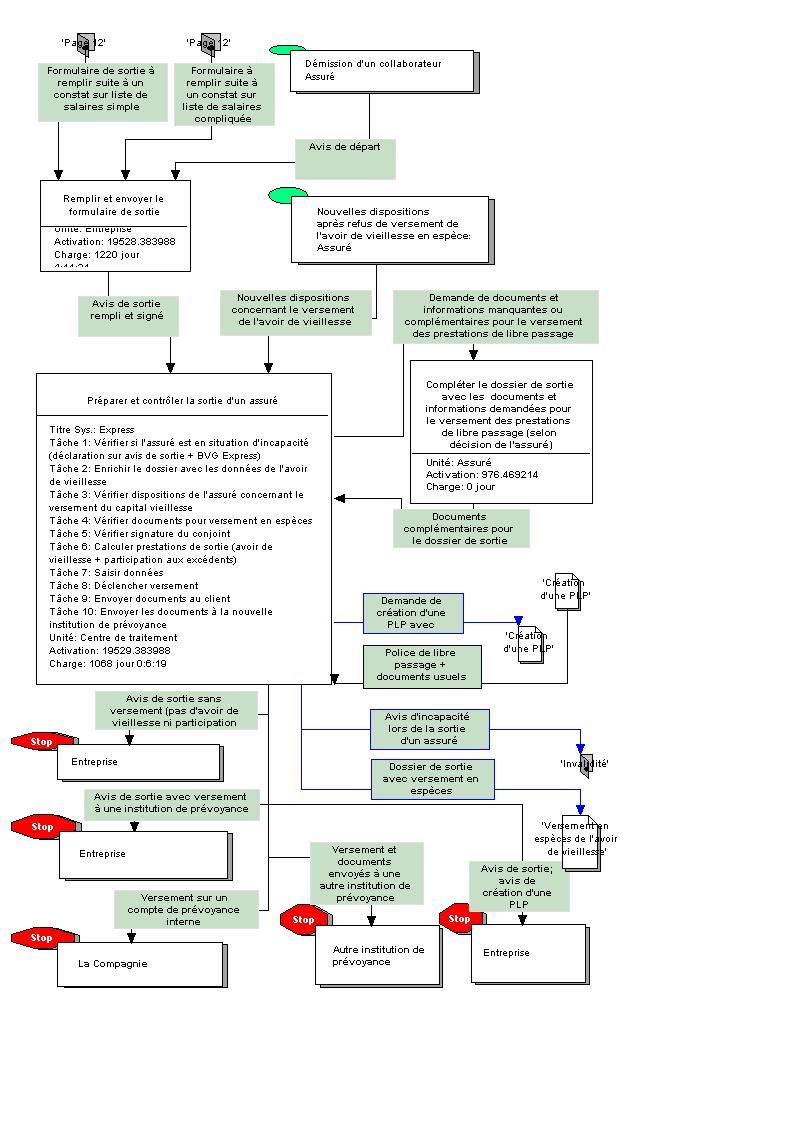 'Page 12'
'Page 12'
Formulaire de sortie à
remplir suite à un
constat sur liste de
salaires simple
Formulaire à
remplir suite à
un constat sur
liste de salaires
compliquée
Démission d'un collaborateur
Assuré
Avis de départ
Remplir et envoyer le
formulaire de sortie
Unité: Entreprise
Activation: 19528.383988
Charge: 1220 jour
Nouvelles dispositions
après refus de versement de
l'avoir de vieillesse en espèce:
Assuré
Avis de sortie
rempli et signé
Nouvelles dispositions
concernant le versement
de l'avoir de vieillesse
Demande de documents et
informations manquantes ou
complémentaires pour le versement
des prestations de libre passage
Préparer et contrôler la sortie d'un assuré
Titre Sys.: Express
Tâche 1: Vérifier si l'assuré est en situation d'incapacité
(déclaration sur avis de sortie + BVG Express)
Tâche 2: Enrichir le dossier avec les données de l'avoir
de vieillesse
Tâche 3: Vérifier dispositions de l'assuré concernant le
versement du capital vieillesse
Tâche 4: Vérifier documents pour versement en espèces
Tâche 5: Vérifier signature du conjoint
Tâche 6: Calculer prestations de sortie (avoir de
vieillesse + participation aux excédents)
Tâche 7: Saisir données
Tâche 8: Déclencher versement
Tâche 9: Envoyer documents au client
Tâche 10: Envoyer les documents à la nouvelle
institution de prévoyance
Unité: Centre de traitement
Activation: 19529.383988
Charge: 1068 jour 0:6:19
Compléter le dossier de sortie
avec les documents et
informations demandées pour
le versement des prestations
de libre passage (selon
décision de l'assuré)
Unité: Assuré
Activation: 976.469214
Charge: 0 jour
Documents
complémentaires pour
le dossier de sortie
'Création
d'une PLP'
Demande de
création d'une
PLP avec
'Création
d'une PLP'
Police de libre
passage +
documents usuels
Avis de sortie sans
versement (pas d'avoir de
vieillesse ni participation
Avis d'incapacité
lors de la sortie
d'un assuré
Stop
Entreprise
'Invalidité'
Dossier de sortie
avec versement en
espèces
Avis de sortie avec versement
à une institution de prévoyance
Stop
Entreprise
'Versement en
espèces de l'avoir
de vieillesse'
Versement et
documents
envoyés à une
autre institution de
prévoyance
Avis de sortie;
avis de
création d'une
PLP
Versement sur un
compte de prévoyance
interne
Stop
La Compagnie
Stop
Autre institution de
prévoyance
Stop
Entreprise